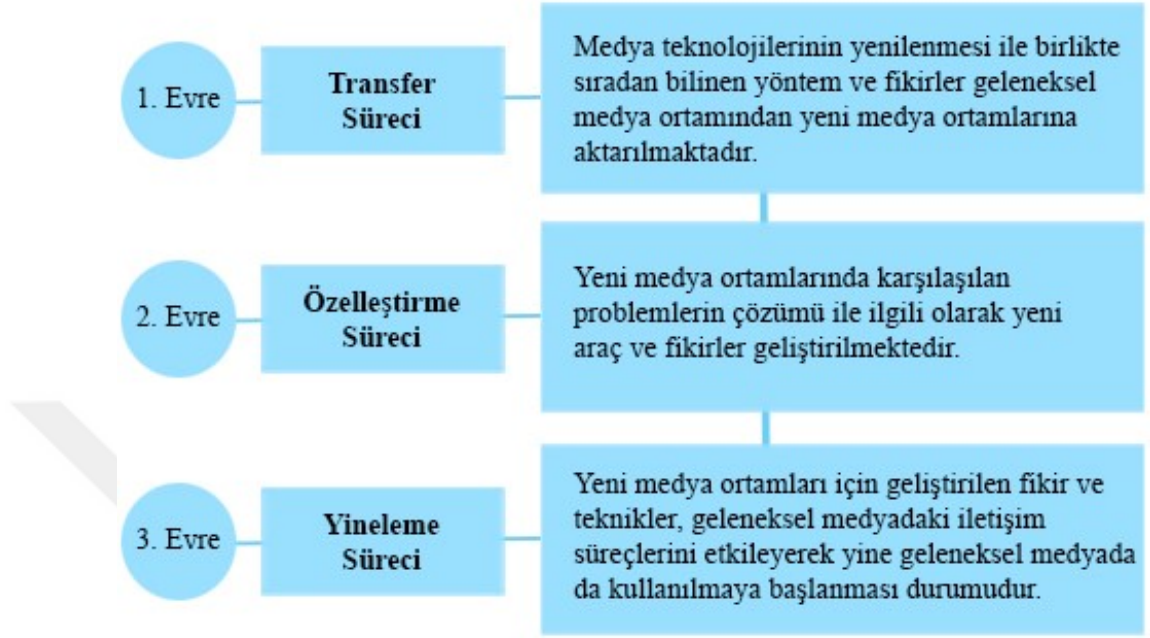 1. Evre
Transfer
Süreci
Medya teknolojilerinin yenilenmesi ile birlikte
sıradan bilinen yöntem ve fikirler geleneksel
medya ortamından yeni medya ortamlarına
aktarılmaktadır.
2. Evre
Özelleştirme
Süreci
Yeni medya ortamlarında karşılaşılan
problemlerin çözümü ile ilgili olarak yeni
araç ve fikirler geliştirilmektedir.
3. Evre
Yineleme
Süreci
Yeni medya ortamları için geliştirilen fikir ve
teknikler, geleneksel medyadaki iletişim
süreçlerini etkileyerek yine geleneksel medyada
da kullanılmaya başlanması durumudur.